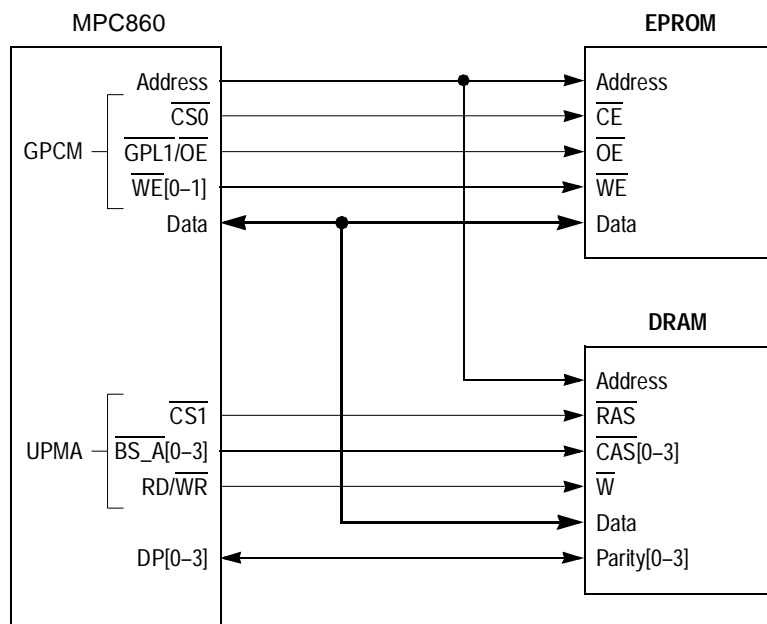 MPC860
Address
CS0
GPCM
GPL1/OE
WE[0–1]
Data
UPMA
CS1
BS_A[0–3]
RD/WR
DP[0–3]
EPROM
Address
CE
OE
WE
Data
DRAM
Address
RAS
CAS[0–3]
W
Data
Parity[0–3]